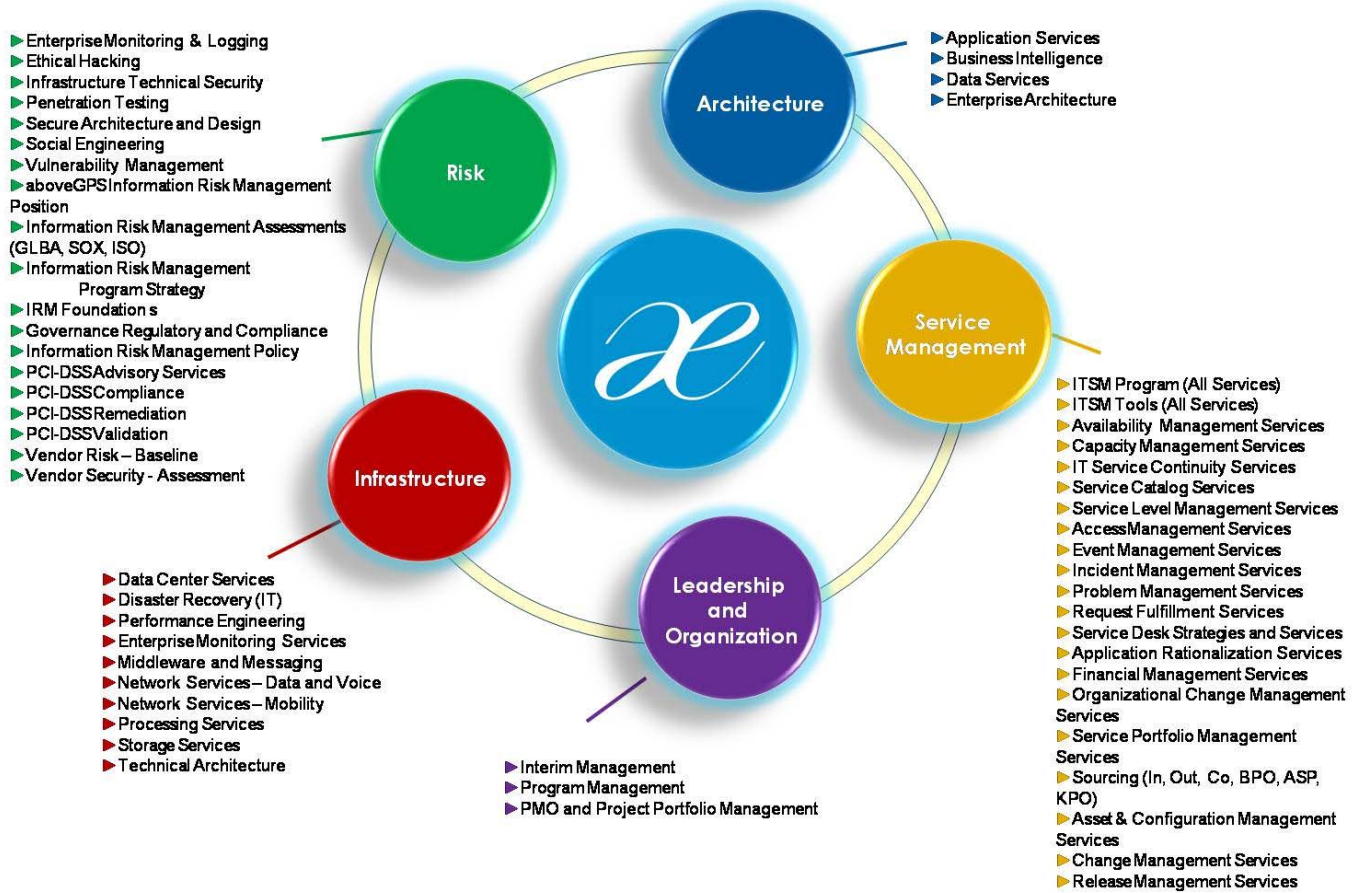 ▶ Enterprise Monitoring & Logging
▶ Ethical Hacking
▶ Infrastructure Technical Security
▶ Penetration Testing
▶ Secure Architecture and Design
▶ Social Engineering
▶ Vulnerability Management
▶ aboveGPS Information Risk Management
Position
▶ Information Risk Management Assessments
(GLBA, SOX, ISO)
▶ Information Risk Management
Program Strategy
▶ IRM Foundation s
▶ Governance Regulatory and Compliance
▶ Information Risk Management Policy
▶ PCI-DSS Advisory Services
▶ PCI-DSS Compliance
▶ PCI-DSS Remediation
▶ PCI-DSS Validation
▶ Vendor Risk – Baseline
▶ Vendor Security - Assessment
Risk
Architecture
▶ Application Services
▶ Business Intelligence
▶ Data Services
▶ Enterprise Architecture
Service
Management
▶ ITSM Program (All Services)
▶ ITSM Tools (All Services)
▶ Availability Management Services
▶ Capacity Management Services
▶ IT Service Continuity Services
▶ Service Catalog Services
▶ Service Level Management Services
▶ Access Management Services
▶ Event Management Services
▶ Incident Management Services
▶ Problem Management Services
▶ Request Fulfillment Services
▶ Service Desk Strategies and Services
▶ Application Rationalization Services
▶ Financial Management Services
▶ Organizational Change Management
Services
▶ Service Portfolio Management
Services
▶ Sourcing (In, Out, Co, BPO, ASP,
KPO)
▶ Asset & Configuration Management
Services
▶ Change Management Services
▶ Release Management Services
Infrastructure
▶ Data Center Services
▶ Disaster Recovery (IT)
▶ Performance Engineering
▶ Enterprise Monitoring Services
▶ Middleware and Messaging
▶ Network Services – Data and Voice
▶ Network Services – Mobility
▶ Processing Services
▶ Storage Services
▶ Technical Architecture
Leadership
and
Organization
▶ Interim Management
▶ Program Management
▶ PMO and Project Portfolio Management